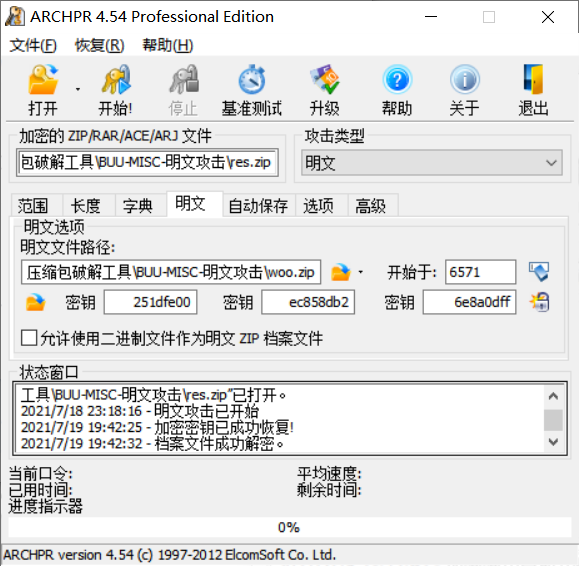 ARCHPR 4.54 Professional Edition
文件(F) 恢复(R) 帮助(H)
打开 开始! 停止 基准测试 升级 帮助 关于 退出
加密的 ZIP/RAR/ACE/ARJ 文件 攻击类型
包破解工具\BUU-MISC-明文攻击\res.zip 明文
范围 长度 字典 明文 自动保存 选项 高级
明文选项
明文文件路径:
压缩包破解工具\BUU-MISC-明文攻击\woo.zip 开始于: 6571
密钥 251dfe00 密钥 ec858db2 密钥 6e8a0dff
允许使用二进制文件作为明文 ZIP 档案文件
状态窗口
工具\BUU-MISC-明文攻击\res.zip”已打开。
2021/7/18 23:18:16 - 明文攻击已开始
2021/7/19 19:42:25 - 加密密钥已成功恢复!
2021/7/19 19:42:32 - 档案文件成功解密。
当前口令: 平均速度:
已用时间: 剩余时间:
进度指示器
0%
ARCHPR version 4.54 (c) 1997-2012 ElcomSoft Co. Ltd.